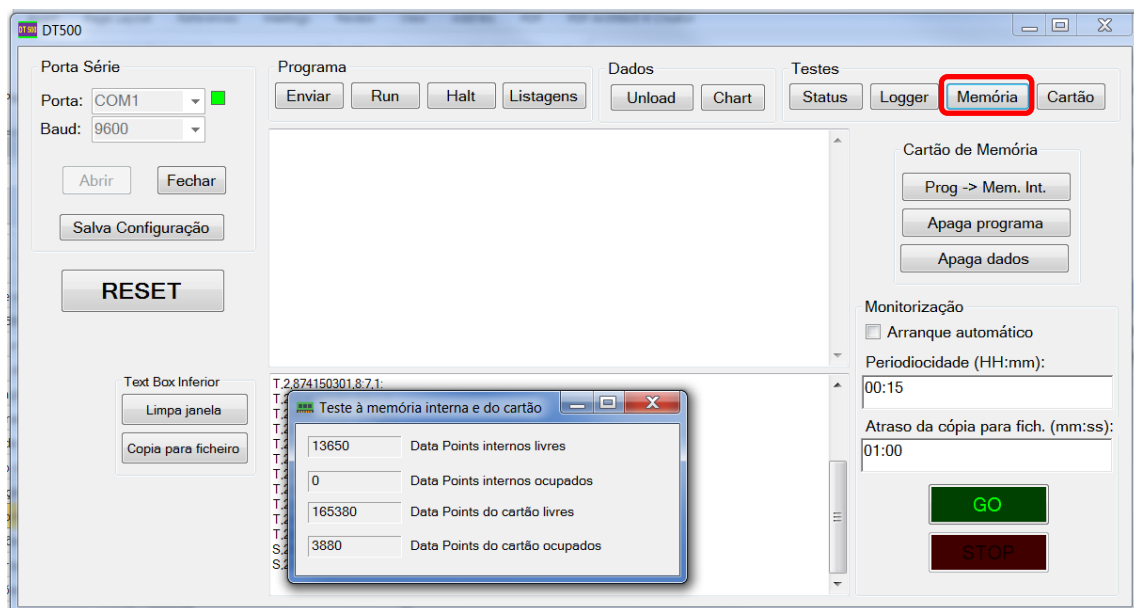 DT500
Porta Série
Porta: COM1
Baud: 9600
Abrir Fechar
Salva Configuração
RESET
Text Box Inferior
Limpa janela
Copia para ficheiro
Programa
Enviar Run Halt Listagens
Dados
Unload Chart
Testes
Status Logger Memória Cartão
T,2,874150301,8:7,1:
Teste à memória interna e do cartão
13650 Data Points internos livres
0 Data Points internos ocupados
165380 Data Points do cartão livres
3880 Data Points do cartão ocupados
Cartão de Memória
Prog -> Mem. Int.
Apaga programa
Apaga dados
Monitorização
Arranque automático
Periodiocidade (HH:mm):
00:15
Atraso da cópia para fich. (mm:ss):
01:00
GO
STOP